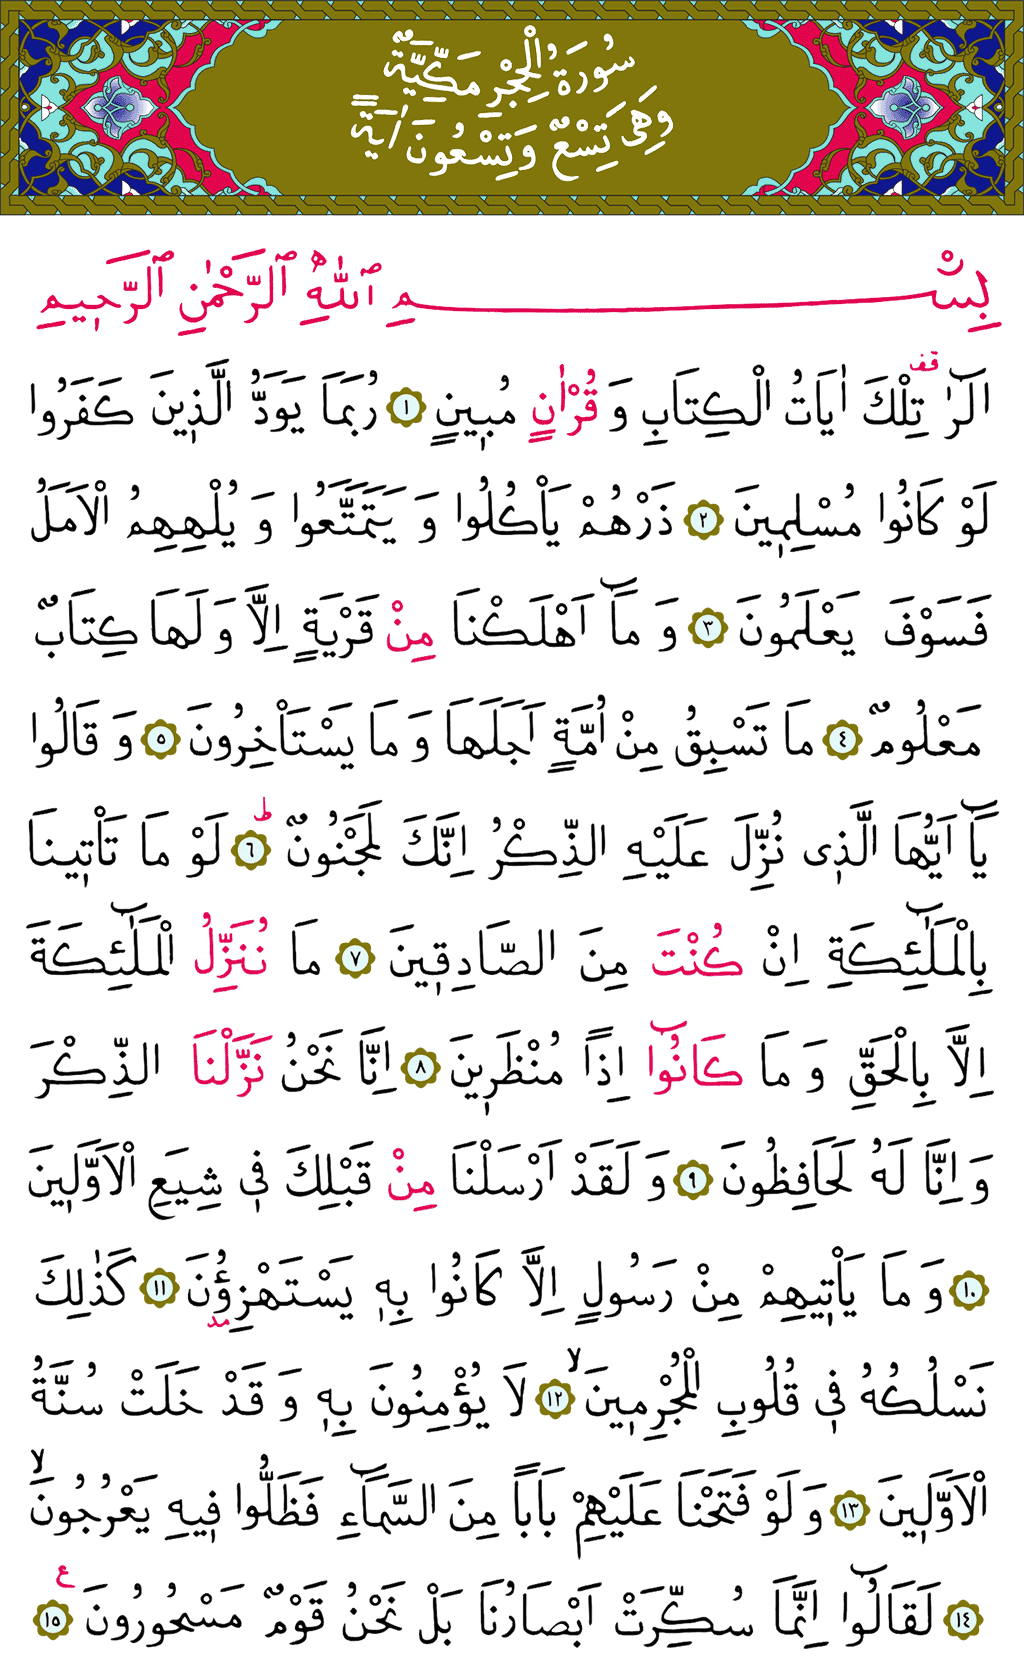 سُورَةُ الْحِجْرِ مَكِّيَّةٌ
وَهِيَ تِسْعٌ وَتِسْعُونَ اٰيَةً
بِسْمِ ٱللّٰهِ ٱلرَّحْمٰنِ ٱلرَّحِيمِ
الٓرٰ قف تِلْكَ اٰيَاتُ الْكِتَابِ وَ قُرْاٰنٍ مُبِينٍ ﴿١﴾ رُبَمَا يَوَدُّ الَّذِينَ كَفَرُوا
لَوْ كَانُوا مُسْلِمِينَ ﴿٢﴾ ذَرْهُمْ يَأْكُلُوا وَ يَتَمَتَّعُوا وَ يُلْهِهِمُ الْاَمَلُ
فَسَوْفَ يَعْلَمُونَ ﴿٣﴾ وَ مَٓا اَهْلَكْنَا مِنْ قَرْيَةٍ اِلَّا وَ لَهَا كِتَابٌ
مَعْلُومٌ ﴿٤﴾ مَا تَسْبِقُ مِنْ اُمَّةٍ اَجَلَهَا وَ مَا يَسْتَأْخِرُونَ ﴿٥﴾ وَ قَالُوا
يَٓا اَيُّهَا الَّذِى نُزِّلَ عَلَيْهِ الذِّكْرُ اِنَّكَ لَمَجْنُونٌ ط ﴿٦﴾ لَوْ مَا تَأْتِينَا
بِالْمَلٰٓئِكَةِ اِنْ كُنْتَ مِنَ الصَّادِقِينَ ﴿٧﴾ مَا نُنَزِّلُ الْمَلٰٓئِكَةَ
اِلَّا بِالْحَقِّ وَ مَا كَانُٓوا اِذًا مُنْظَرِينَ ﴿٨﴾ اِنَّا نَحْنُ نَزَّلْنَا الذِّكْرَ
وَ اِنَّا لَهُ لَحَافِظُونَ ﴿٩﴾ وَ لَقَدْ اَرْسَلْنَا مِنْ قَبْلِكَ فِى شِيَعِ الْاَوَّلِينَ
﴿١٠﴾ وَ مَا يَأْتِيهِمْ مِنْ رَسُولٍ اِلَّا كَانُوا بِهِ يَسْتَهْزِؤُنَ مد ﴿١١﴾ كَذٰلِكَ
نَسْلُكُهُ فِى قُلُوبِ الْمُجْرِمِينَ لا ﴿١٢﴾ لَا يُؤْمِنُونَ بِهِ وَ قَدْ خَلَتْ سُنَّةُ
الْاَوَّلِينَ ﴿١٣﴾ وَ لَوْ فَتَحْنَا عَلَيْهِمْ بَابًا مِنَ السَّمَٓاءِ فَظَلُّوا فِيهِ يَعْرُجُونَ لا
﴿١٤﴾ لَقَالُٓوا اِنَّمَا سُكِّرَتْ اَبْصَارُنَا بَلْ نَحْنُ قَوْمٌ مَسْحُورُونَ ع ﴿١٥﴾